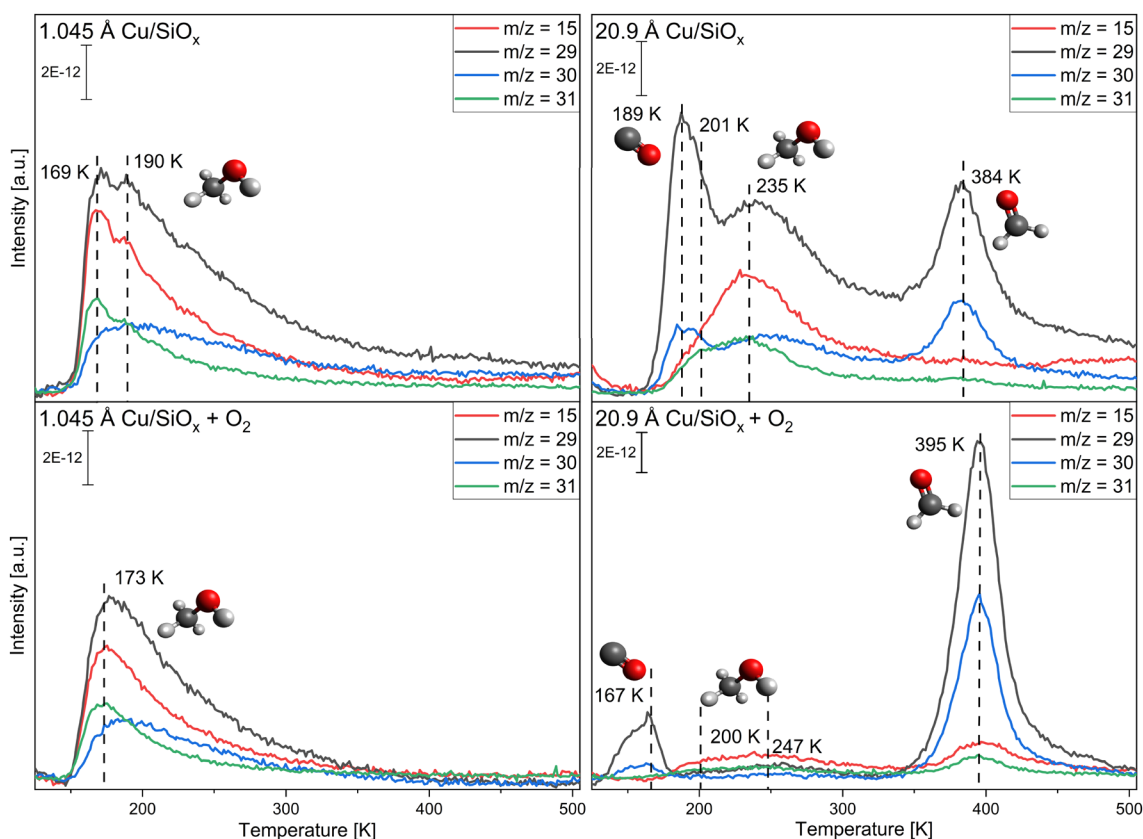 1.045 Å Cu/SiOₓ
2E-12
m/z = 15
m/z = 29
m/z = 30
m/z = 31
169 K
190 K
Intensity [a.u.]
20.9 Å Cu/SiOₓ
2E-12
m/z = 15
m/z = 29
m/z = 30
m/z = 31
189 K
201 K
235 K
384 K
1.045 Å Cu/SiOₓ + O₂
2E-12
m/z = 15
m/z = 29
m/z = 30
m/z = 31
173 K
Intensity [a.u.]
200
300
400
500
Temperature [K]
20.9 Å Cu/SiOₓ + O₂
2E-12
m/z = 15
m/z = 29
m/z = 30
m/z = 31
395 K
167 K
200 K
247 K
200
300
400
500
Temperature [K]